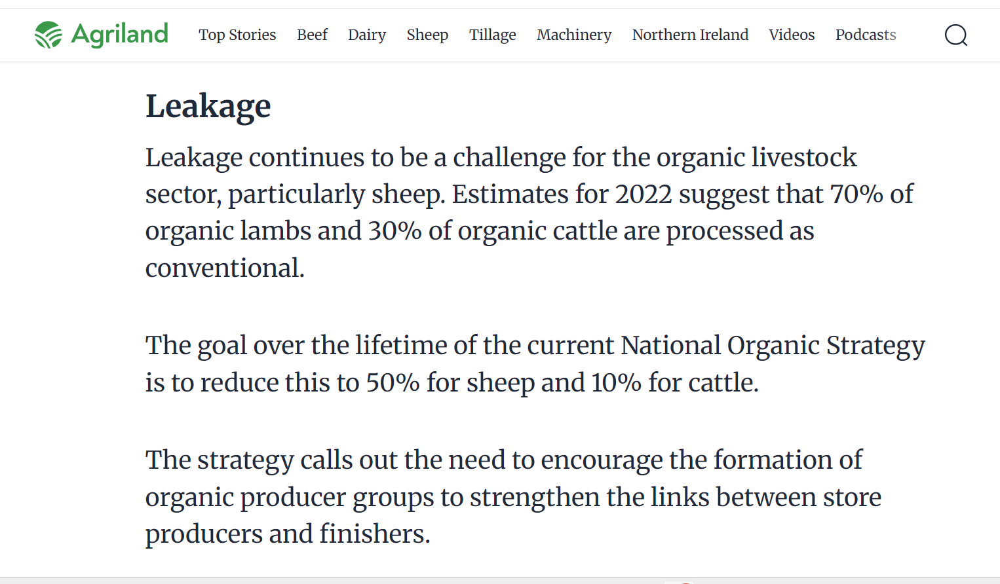 Agriland
Top Stories Beef Dairy Sheep Tillage Machinery Northern Ireland Videos Podcasts
Leakage
Leakage continues to be a challenge for the organic livestock
sector, particularly sheep. Estimates for 2022 suggest that 70% of
organic lambs and 30% of organic cattle are processed as
conventional.
The goal over the lifetime of the current National Organic Strategy
is to reduce this to 50% for sheep and 10% for cattle.
The strategy calls out the need to encourage the formation of
organic producer groups to strengthen the links between store
producers and finishers.